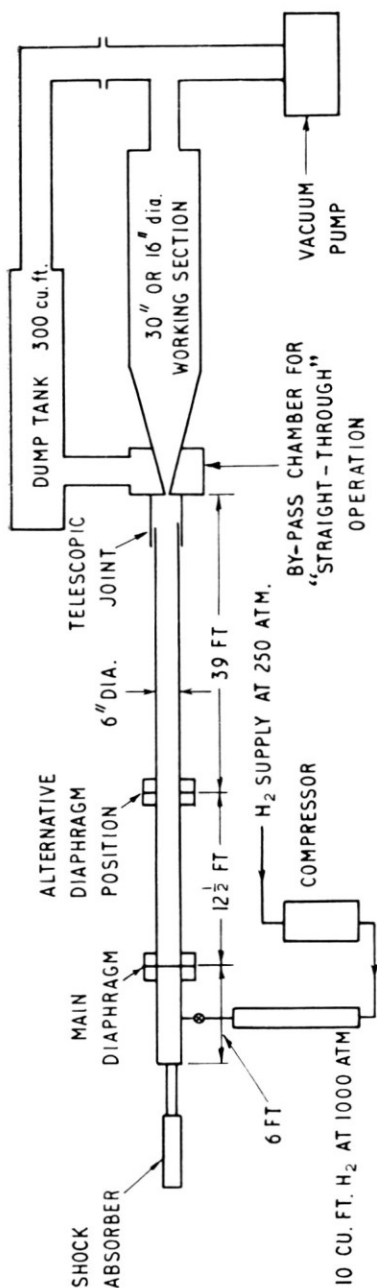 SHOCK
ABSORBER
MAIN
DIAPHRAGM
ALTERNATIVE
DIAPHRAGM
POSITION
6" DIA.
TELESCOPIC
JOINT
DUMP TANK 300 cu. ft.
30" OR 16" dia.
WORKING SECTION
6 FT
12½ FT
39 FT
BY-PASS CHAMBER FOR
"STRAIGHT-THROUGH"
OPERATION
VACUUM
PUMP
H₂ SUPPLY AT 250 ATM.
COMPRESSOR
10 CU. FT. H₂ AT 1000 ATM